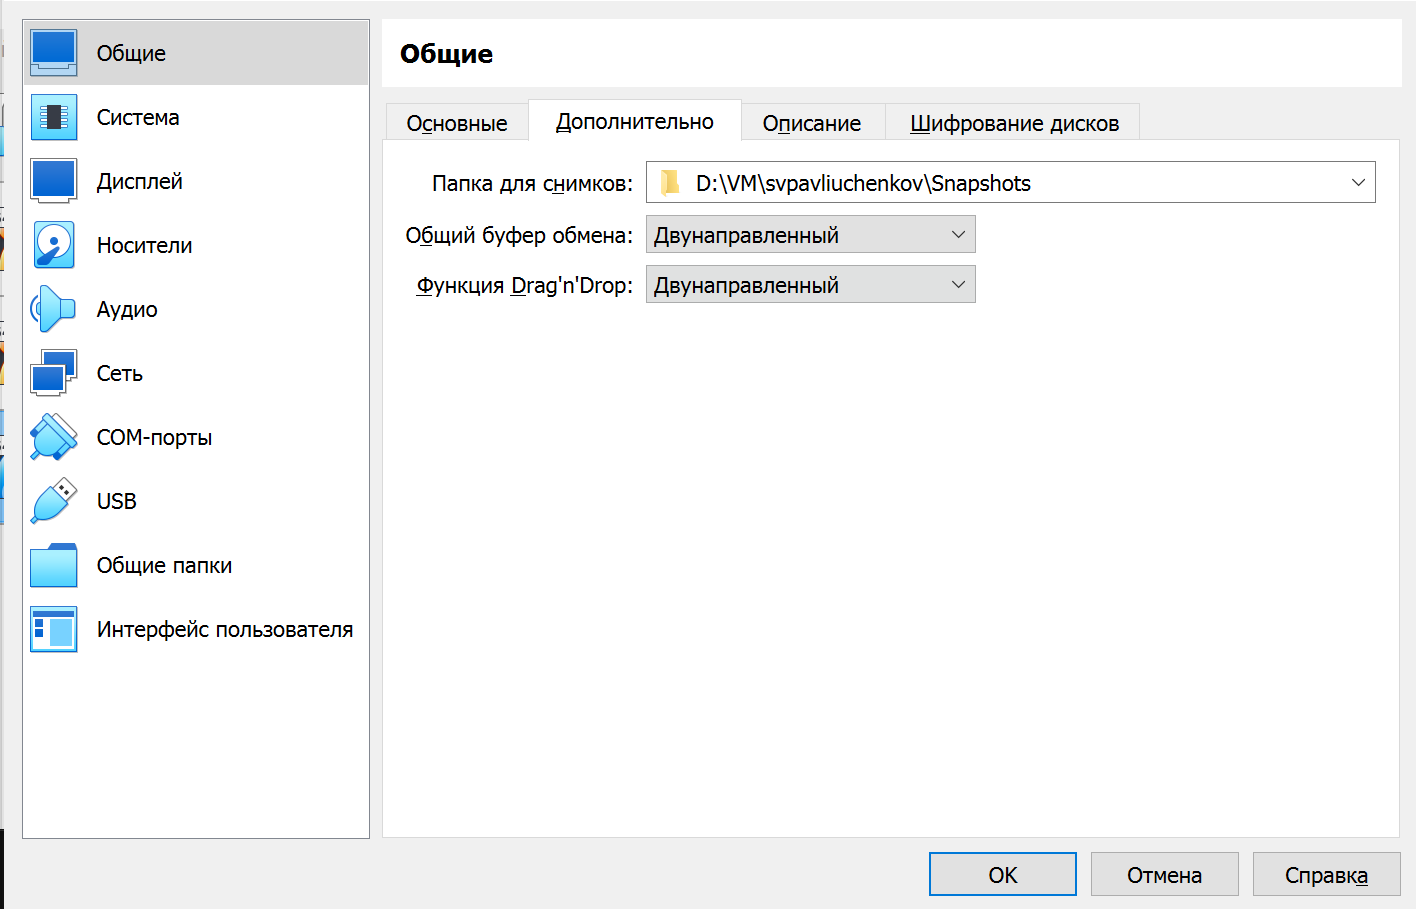 Общие
Система
Дисплей
Носители
Аудио
Сеть
COM-порты
USB
Общие папки
Интерфейс пользователя
Общие
Основные
Дополнительно
Описание
Шифрование дисков
Папка для снимков: D:\VM\svpavliuchenkov\Snapshots
Общий буфер обмена: Двунаправленный
Функция Drag'n'Drop: Двунаправленный
OK
Отмена
Справка